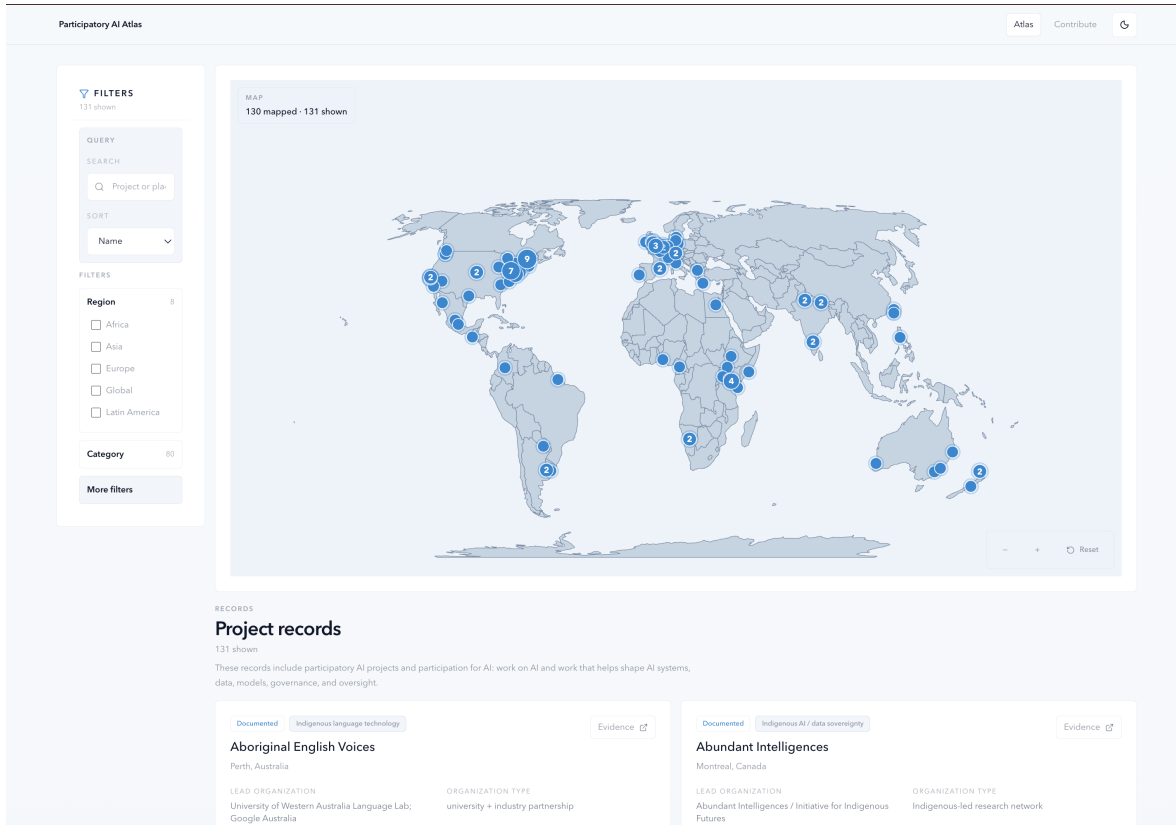 Participatory AI Atlas
Atlas
Contribute
FILTERS
131 shown
QUERY
SEARCH
Project or pla
SORT
Name
FILTERS
Region 8
Africa
Asia
Europe
Global
Latin America
Category 80
More filters
MAP
130 mapped · 131 shown
3
2
2
9
7
2
2
2
2
2
2
4
2
2
2
2
− + Reset
RECORDS
Project records
131 shown
These records include participatory AI projects and participation for AI: work on AI and work that helps shape AI systems,
data, models, governance, and oversight.
Documented Indigenous language technology Evidence
Aboriginal English Voices
Perth, Australia
LEAD ORGANIZATION ORGANIZATION TYPE
University of Western Australia Language Lab; university + industry partnership
Google Australia
Documented Indigenous AI / data sovereignty Evidence
Abundant Intelligences
Montreal, Canada
LEAD ORGANIZATION ORGANIZATION TYPE
Abundant Intelligences / Initiative for Indigenous Indigenous-led research network
Futures